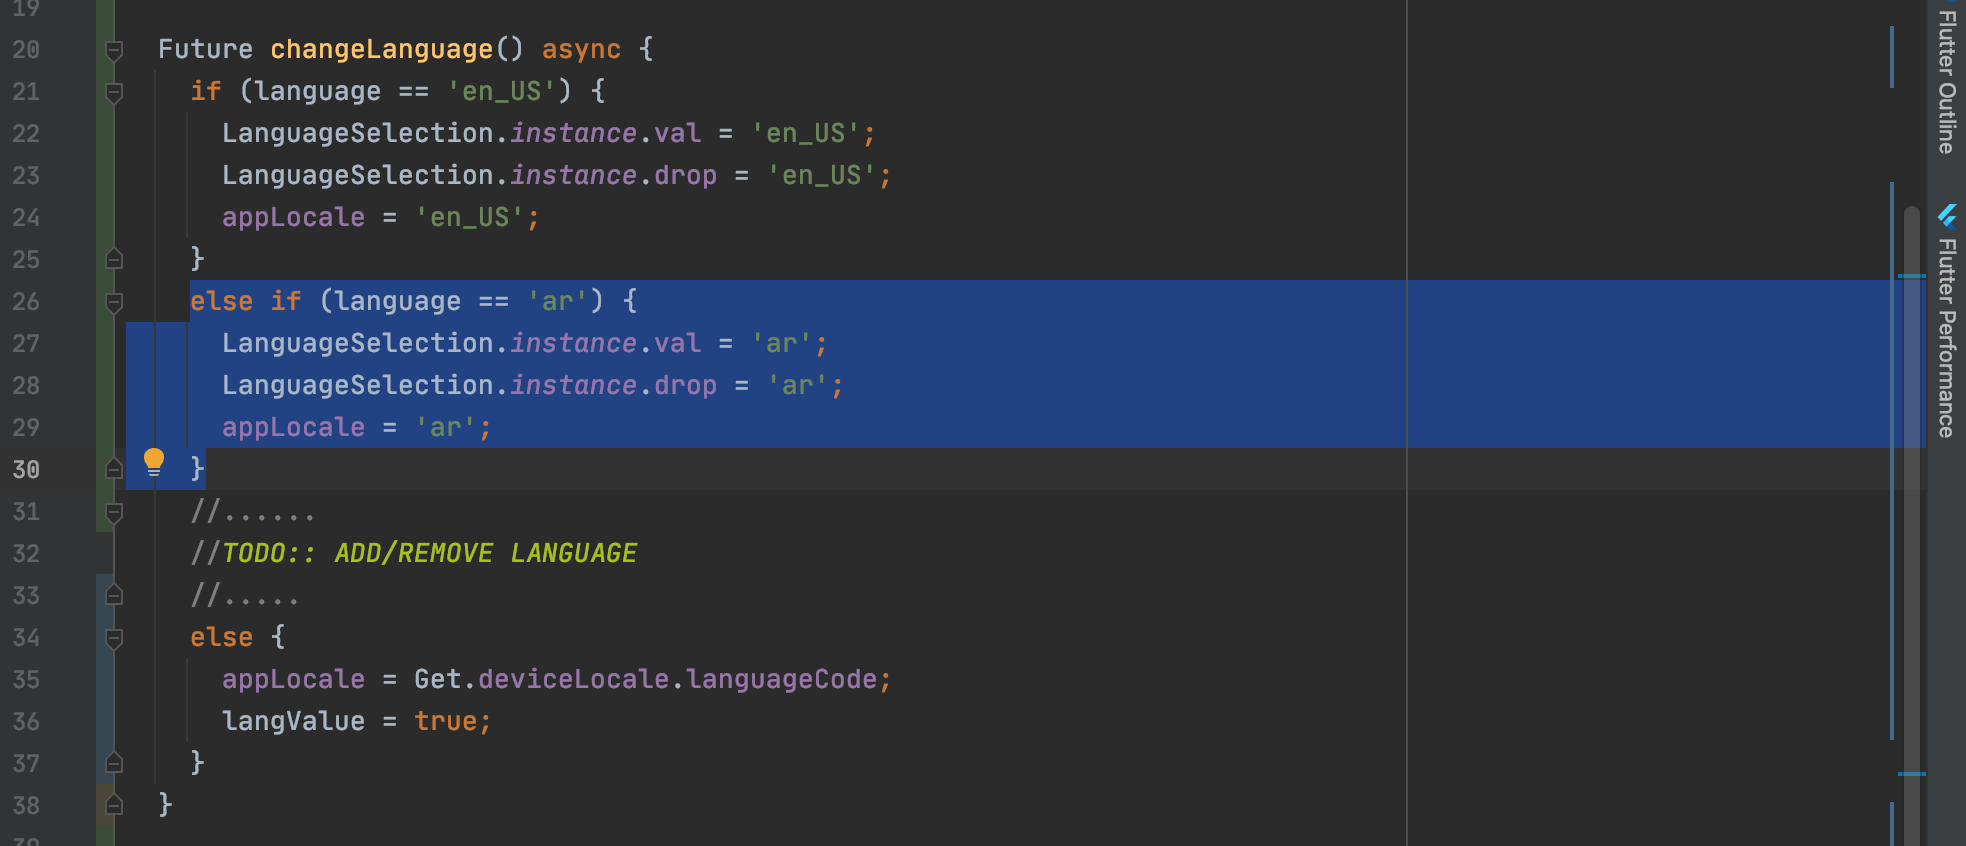 19
20 Future changeLanguage() async {
21 if (language == 'en_US') {
22 LanguageSelection.instance.val = 'en_US';
23 LanguageSelection.instance.drop = 'en_US';
24 appLocale = 'en_US';
25 }
26 else if (language == 'ar') {
27 LanguageSelection.instance.val = 'ar';
28 LanguageSelection.instance.drop = 'ar';
29 appLocale = 'ar';
30 }
31 //......
32 //TODO:: ADD/REMOVE LANGUAGE
33 //.....
34 else {
35 appLocale = Get.deviceLocale.languageCode;
36 langValue = true;
37 }
38 }
39
Flutter Outline
Flutter Performance